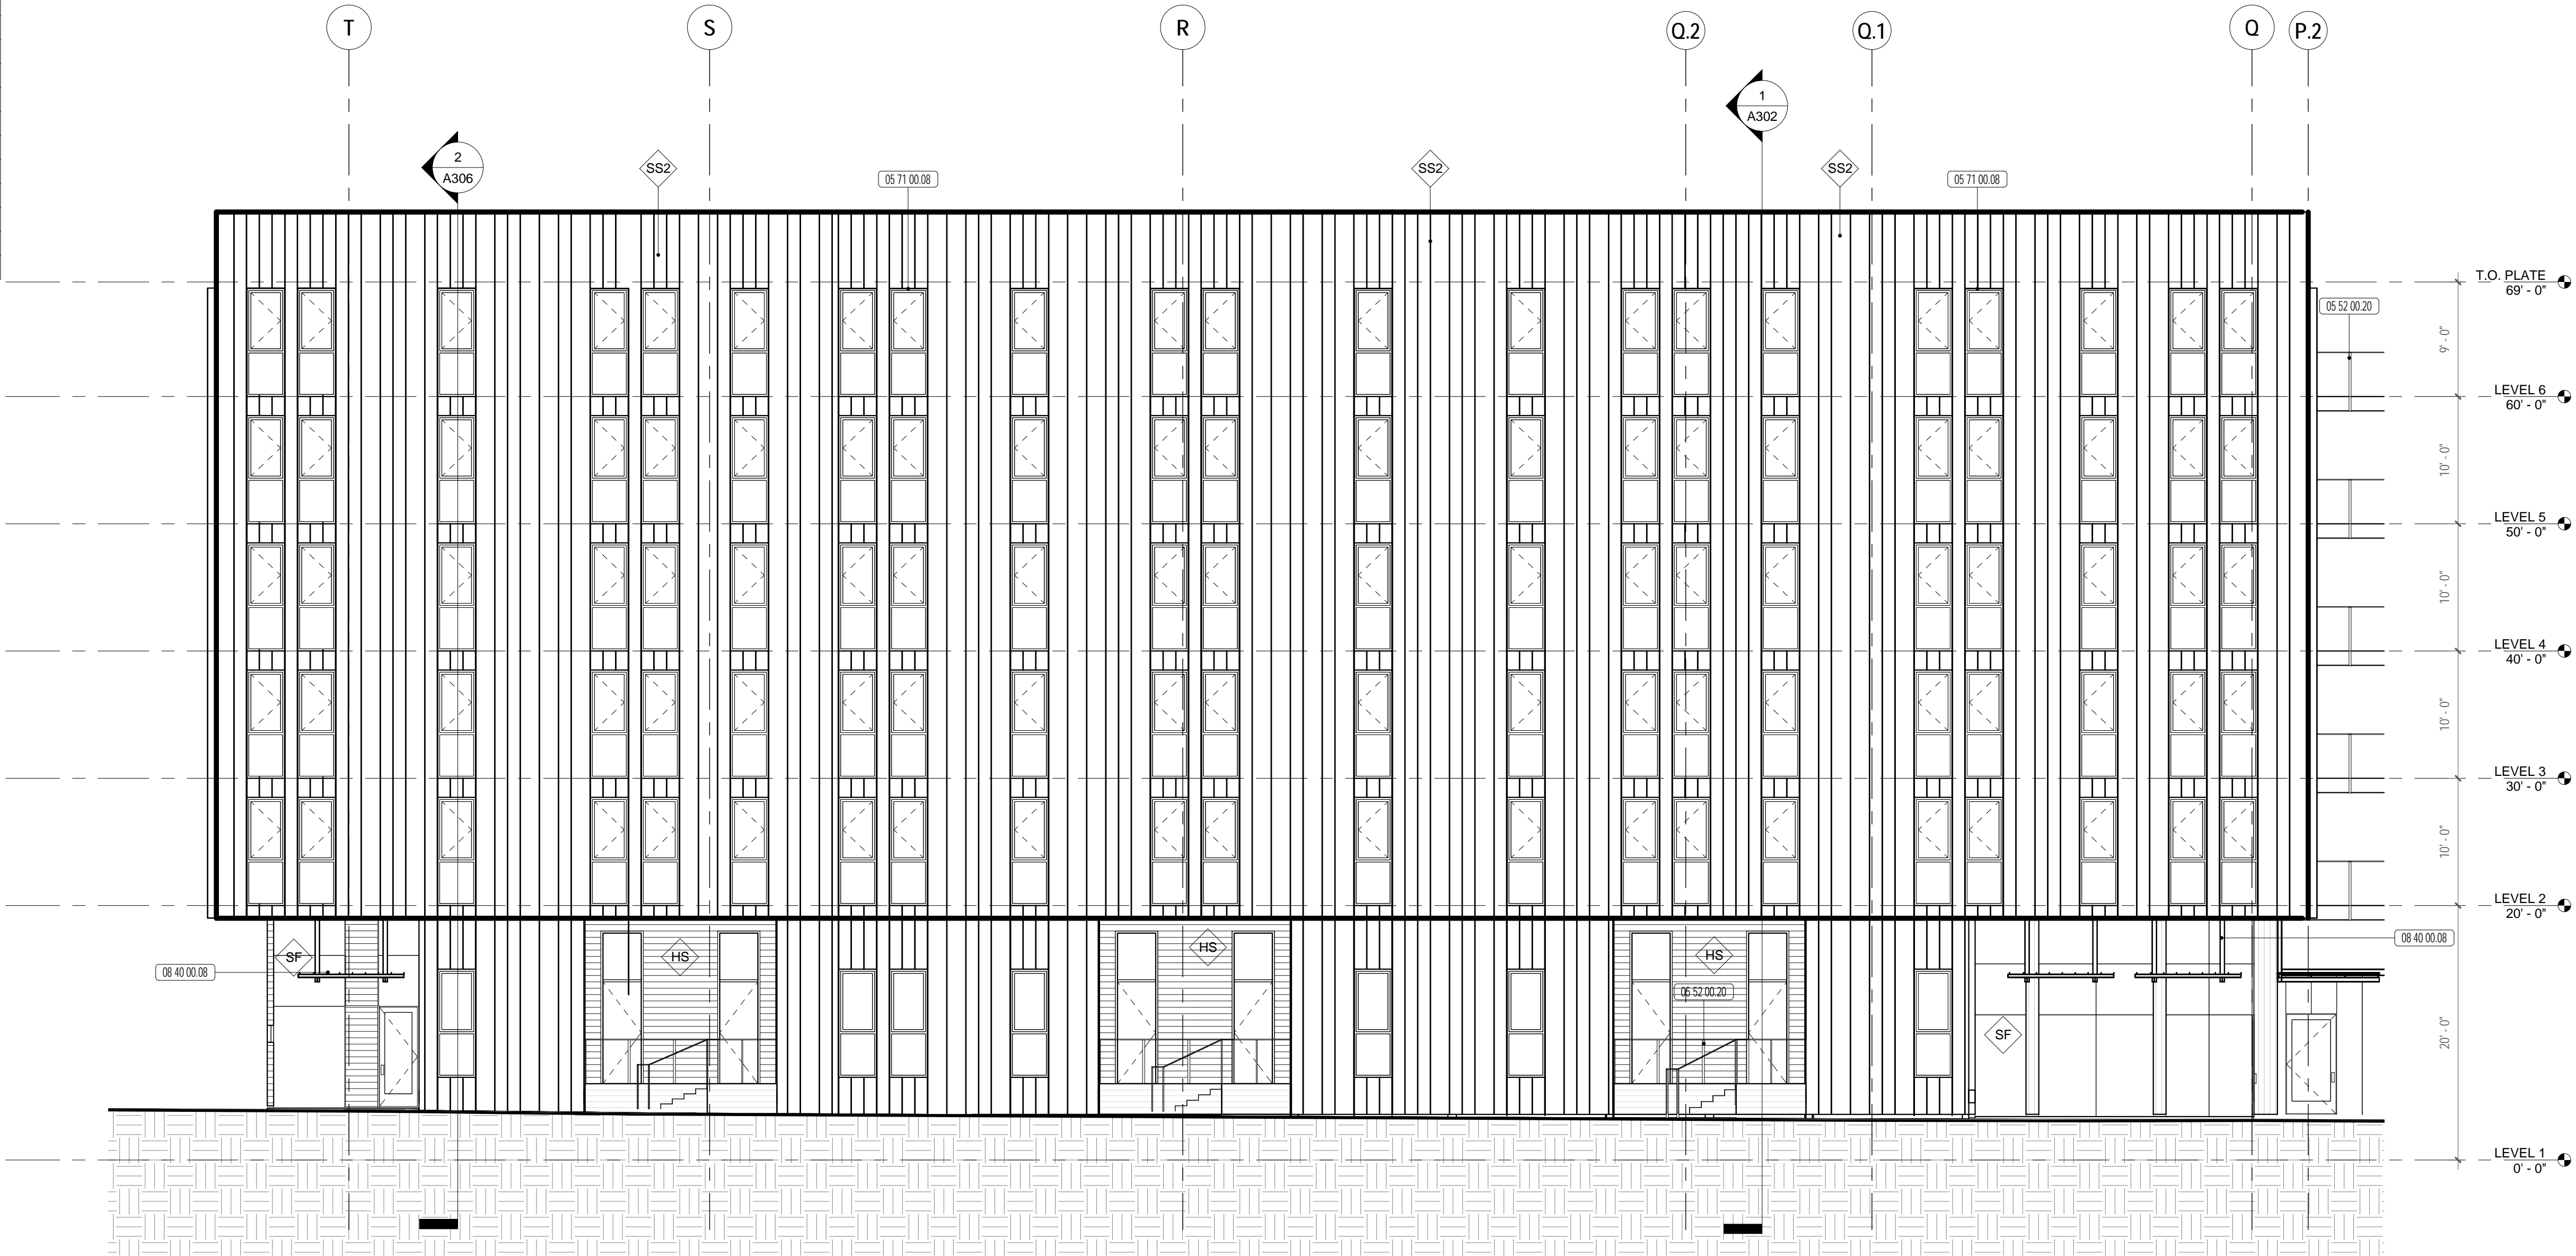 T
S
R
Q.2
Q.1
Q
P.2
1
A302
2
A306
SS2
05 71 00.08
SS2
SS2
05 71 00.08
T.O. PLATE
69' - 0"
05 52 00.20
9' - 0"
LEVEL 6
60' - 0"
10' - 0"
LEVEL 5
50' - 0"
10' - 0"
LEVEL 4
40' - 0"
10' - 0"
LEVEL 3
30' - 0"
10' - 0"
LEVEL 2
20' - 0"
08 40 00.08
SF
HS
HS
HS
08 40 00.08
05 52 00.20
SF
20' - 0"
LEVEL 1
0' - 0"